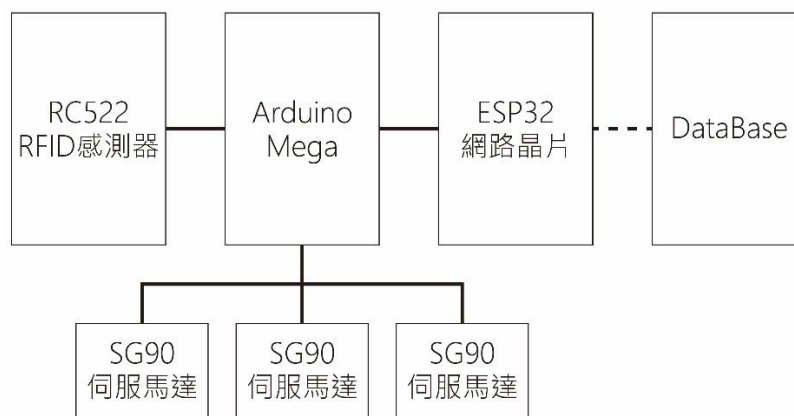 RC522
RFID感測器
Arduino
Mega
ESP32
網路晶片
DataBase
SG90
伺服馬達
SG90
伺服馬達
SG90
伺服馬達